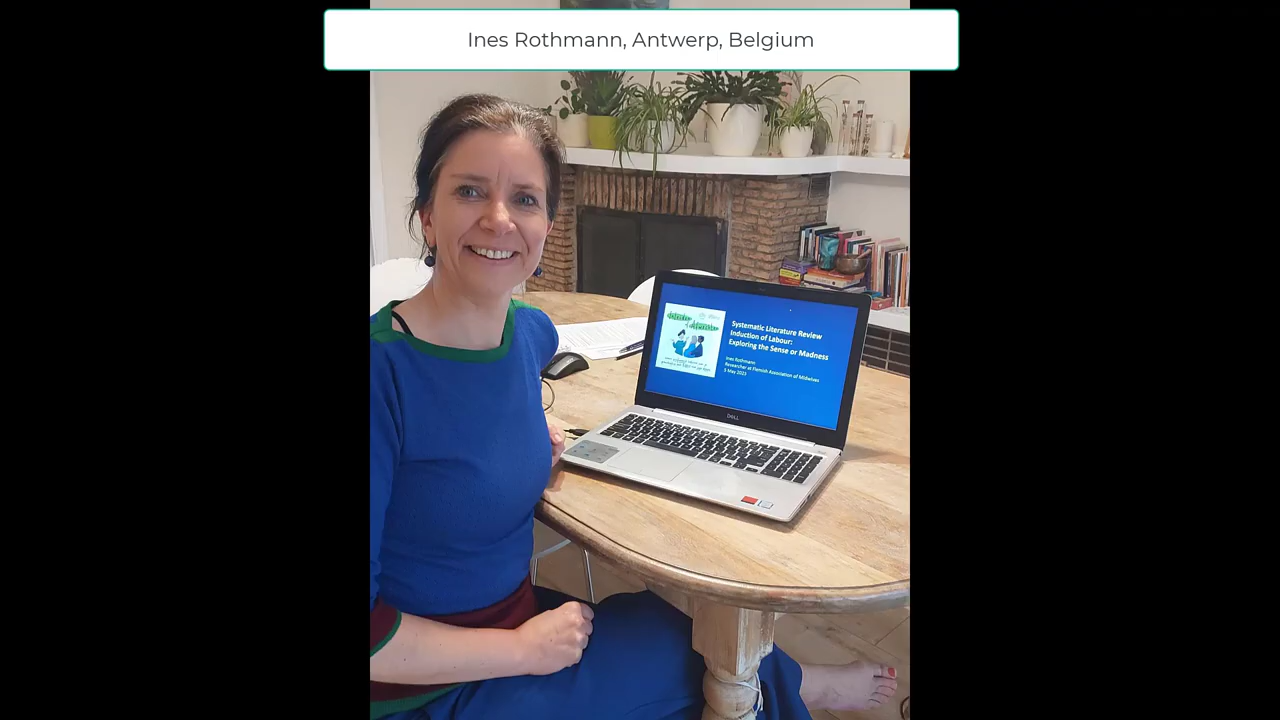 Ines Rothmann, Antwerp, Belgium
Systematic Literature Review
Induction of Labour:
Exploring the Sense or Madness
Ines Rothmann
Researcher at Flemish Association of Midwives
5 May 2023
DELL